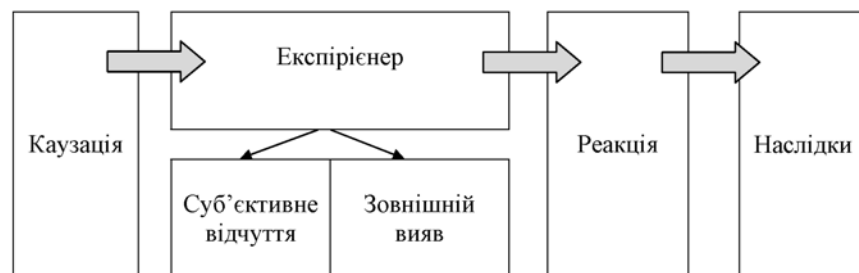 Експірієнер
Каузація
Реакція
Наслідки
Суб’єктивне
відчуття
Зовнішній
вияв